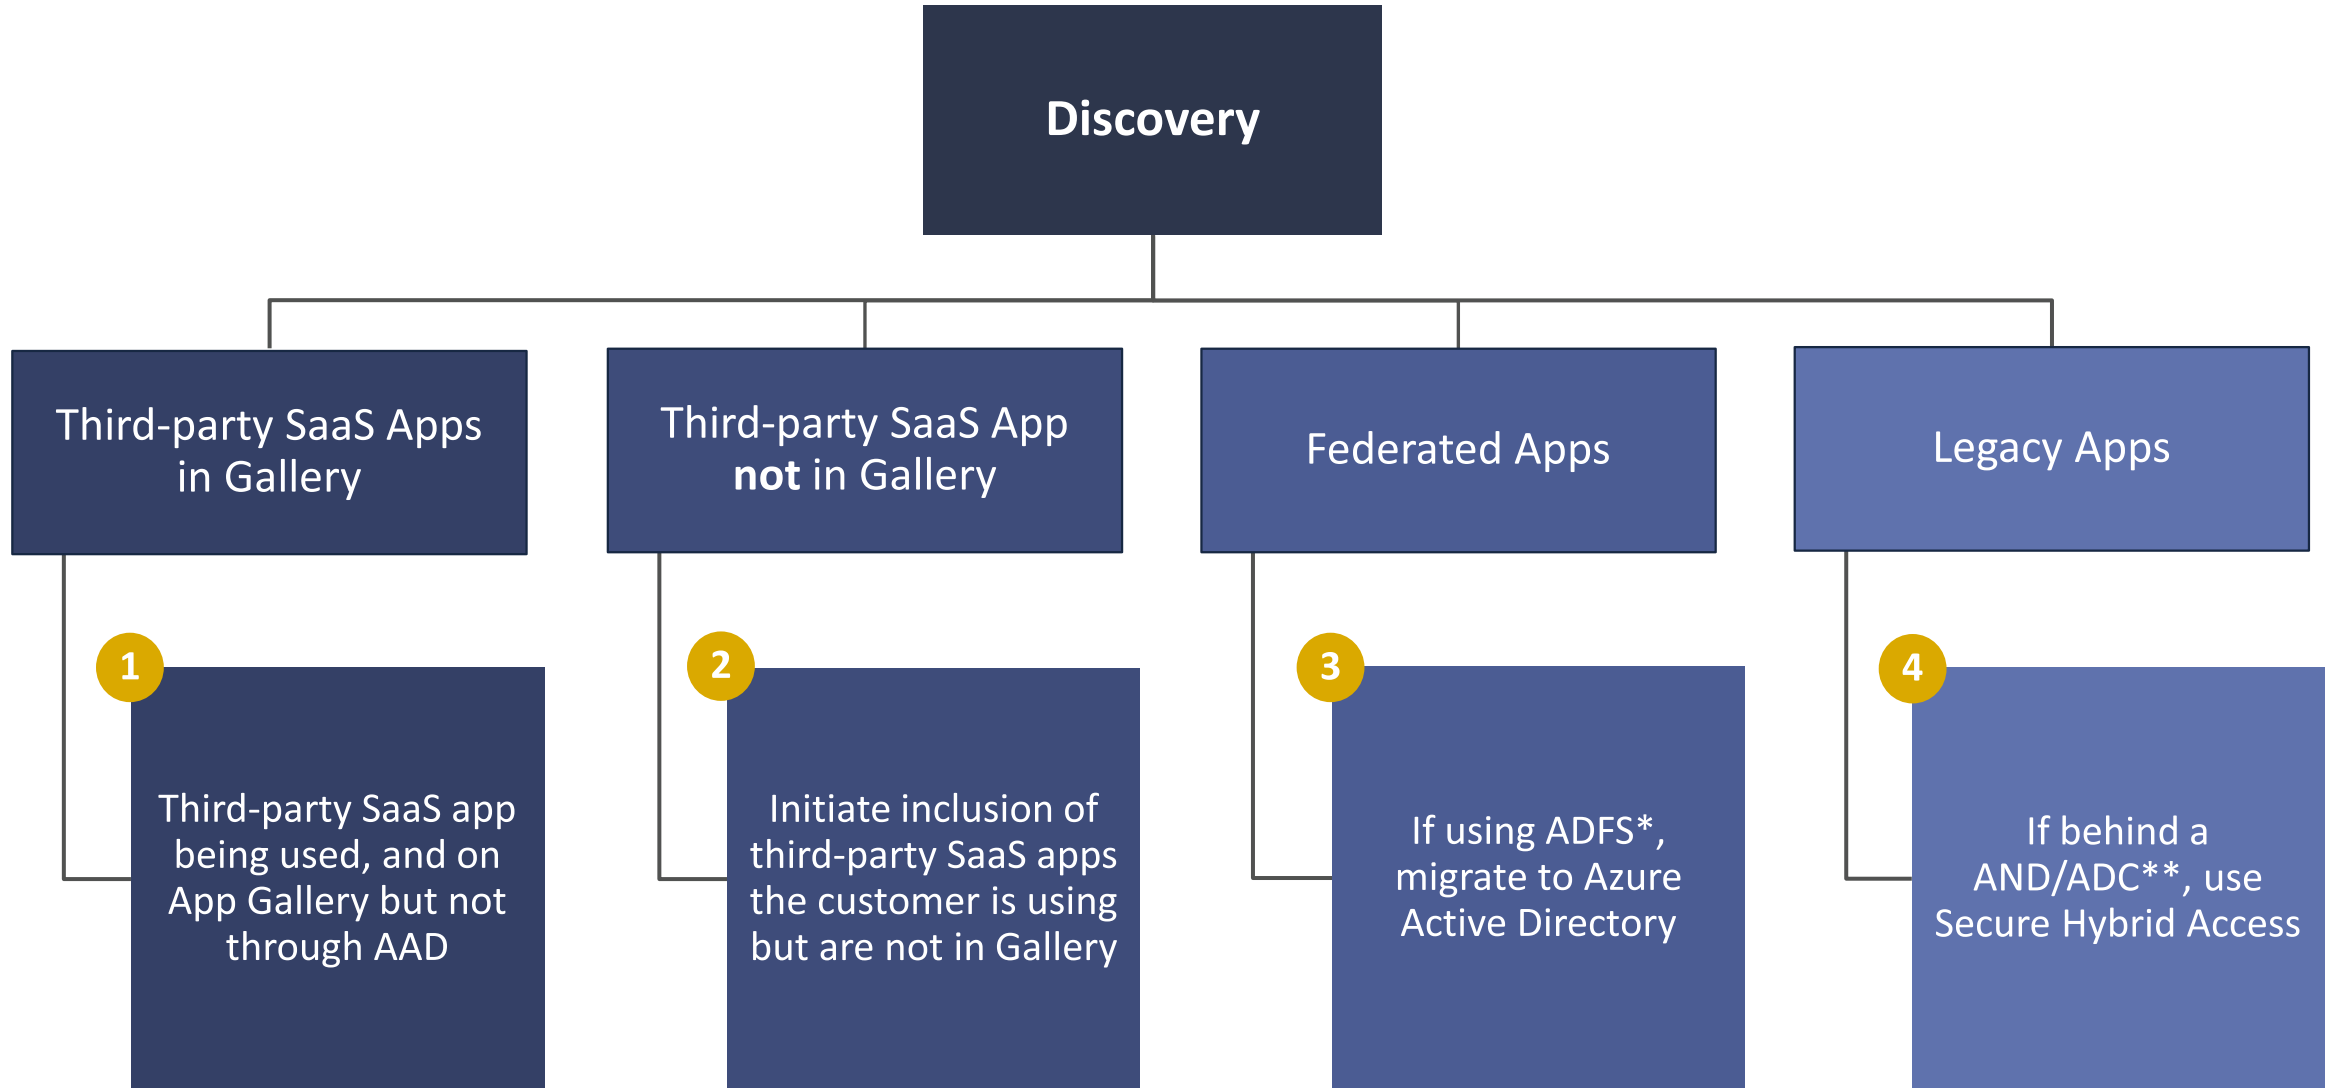 Discovery
Third-party SaaS Apps
in Gallery
Third-party SaaS App
not in Gallery
Federated Apps
Legacy Apps
1
Third-party SaaS app
being used, and on
App Gallery but not
through AAD
2
Initiate inclusion of
third-party SaaS apps
the customer is using
but are not in Gallery
3
If using ADFS*,
migrate to Azure
Active Directory
4
If behind a
AND/ADC**, use
Secure Hybrid Access